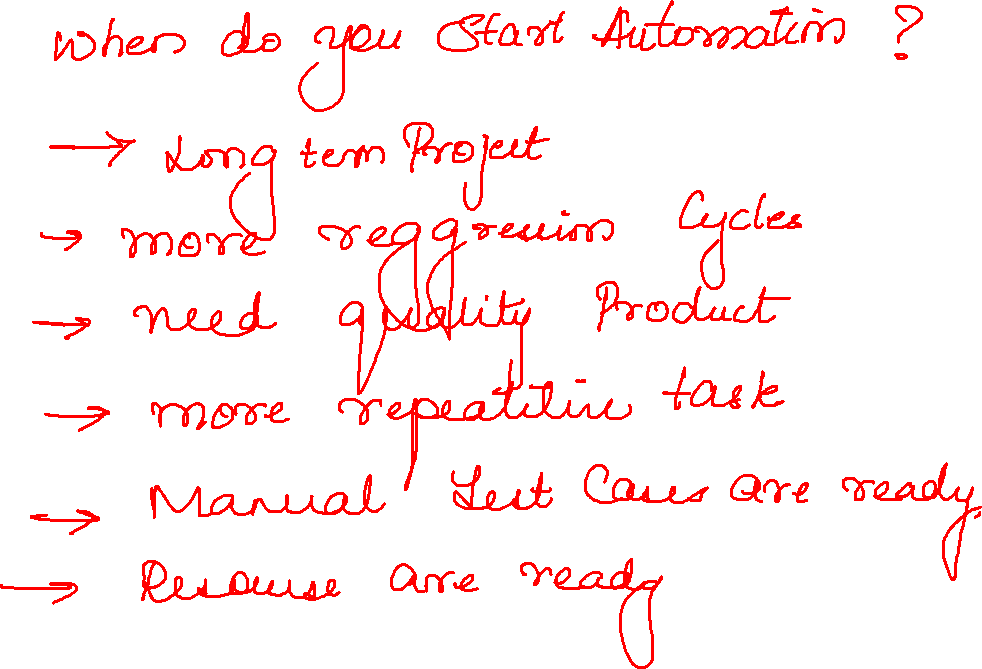 When do you Start Automation ?
→ Long term Project
→ more reggression Cycles
→ need quality Product
→ more repeatitive task
→ Manual Test Cases are ready
→ Resourse are ready